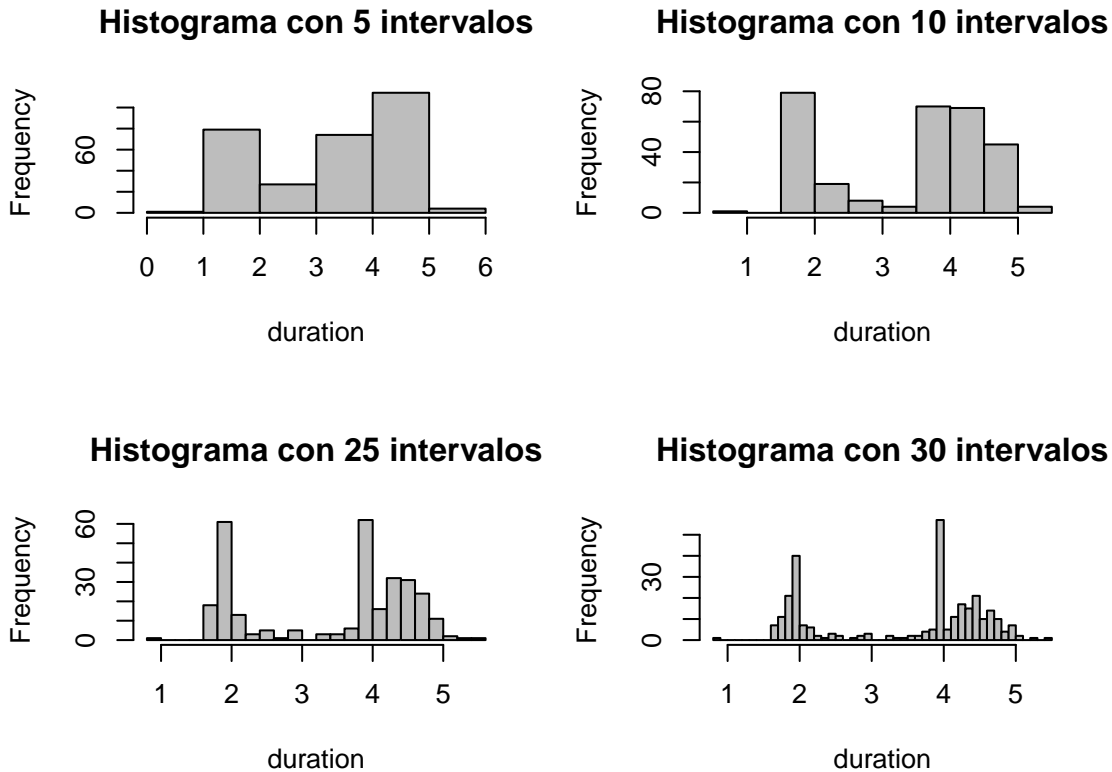 Histograma con 5 intervalos
Frequency
60
0
0 1 2 3 4 5 6
duration
Histograma con 10 intervalos
Frequency
80
40
0
1 2 3 4 5
duration
Histograma con 25 intervalos
Frequency
60
30
0
1 2 3 4 5
duration
Histograma con 30 intervalos
Frequency
30
0
1 2 3 4 5
duration